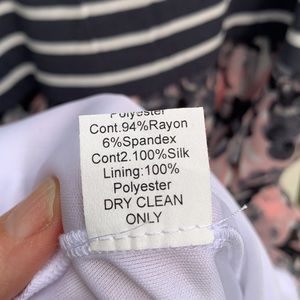 Polyester
Cont.94%Rayon
6%Spandex
Cont2.100%Silk
Lining:100%
Polyester
DRY CLEAN
ONLY